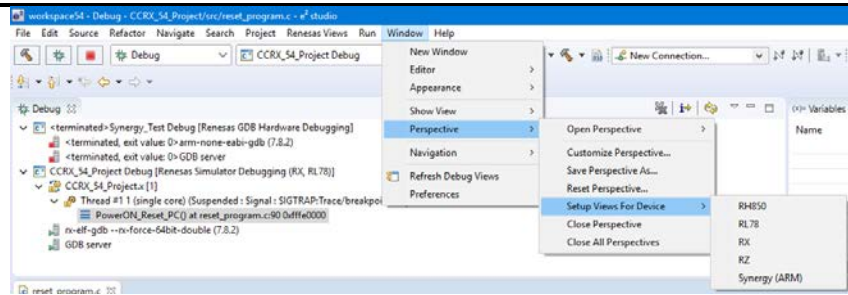 workspace54 - Debug - CCRX_54_Project/src/reset_program.c - e² studio
File Edit Source Refactor Navigate Search Project Renesas Views Run Window Help
Debug
CCRX_54_Project Debug
New Connection...
New Window
Editor
Appearance
Show View
Perspective
Navigation
Refresh Debug Views
Preferences
Open Perspective
Customize Perspective...
Save Perspective As...
Reset Perspective...
Setup Views For Device
Close Perspective
Close All Perspectives
RH850
RL78
RX
RZ
Synergy (ARM)
Debug
<terminated>Synergy_Test Debug [Renesas GDB Hardware Debugging]
<terminated, exit value: 0>arm-none-eabi-gdb (7.8.2)
<terminated, exit value: 0>GDB server
CCRX_54_Project Debug [Renesas Simulator Debugging (RX, RL78)]
CCRX_54_Project.x [1]
Thread #1 1 (single core) (Suspended : Signal : SIGTRAP:Trace/breakpoi
PowerON_Reset_PC() at reset_program.c:90 0xfffe0000
rx-elf-gdb --rx-force-64bit-double (7.8.2)
GDB server
Variables
Name
reset_program.c